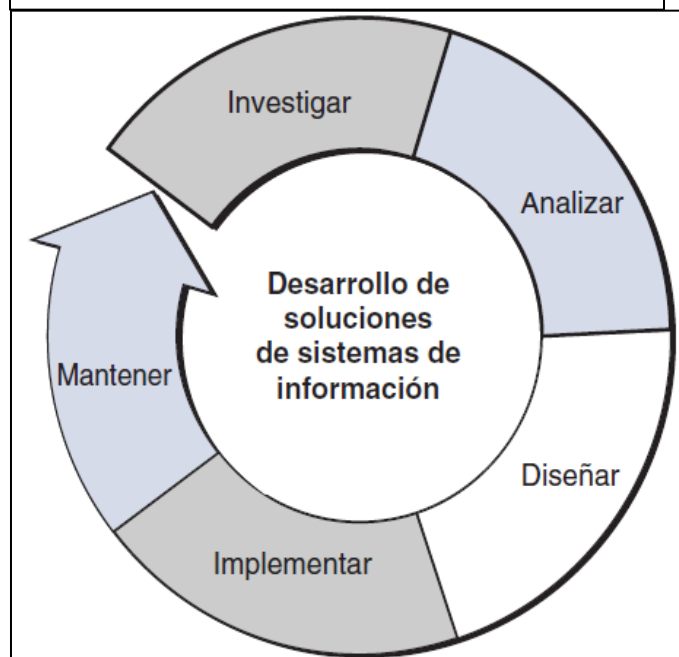 Investigar
Analizar
Desarrollo de
soluciones
de sistemas de
información
Mantener
Diseñar
Implementar